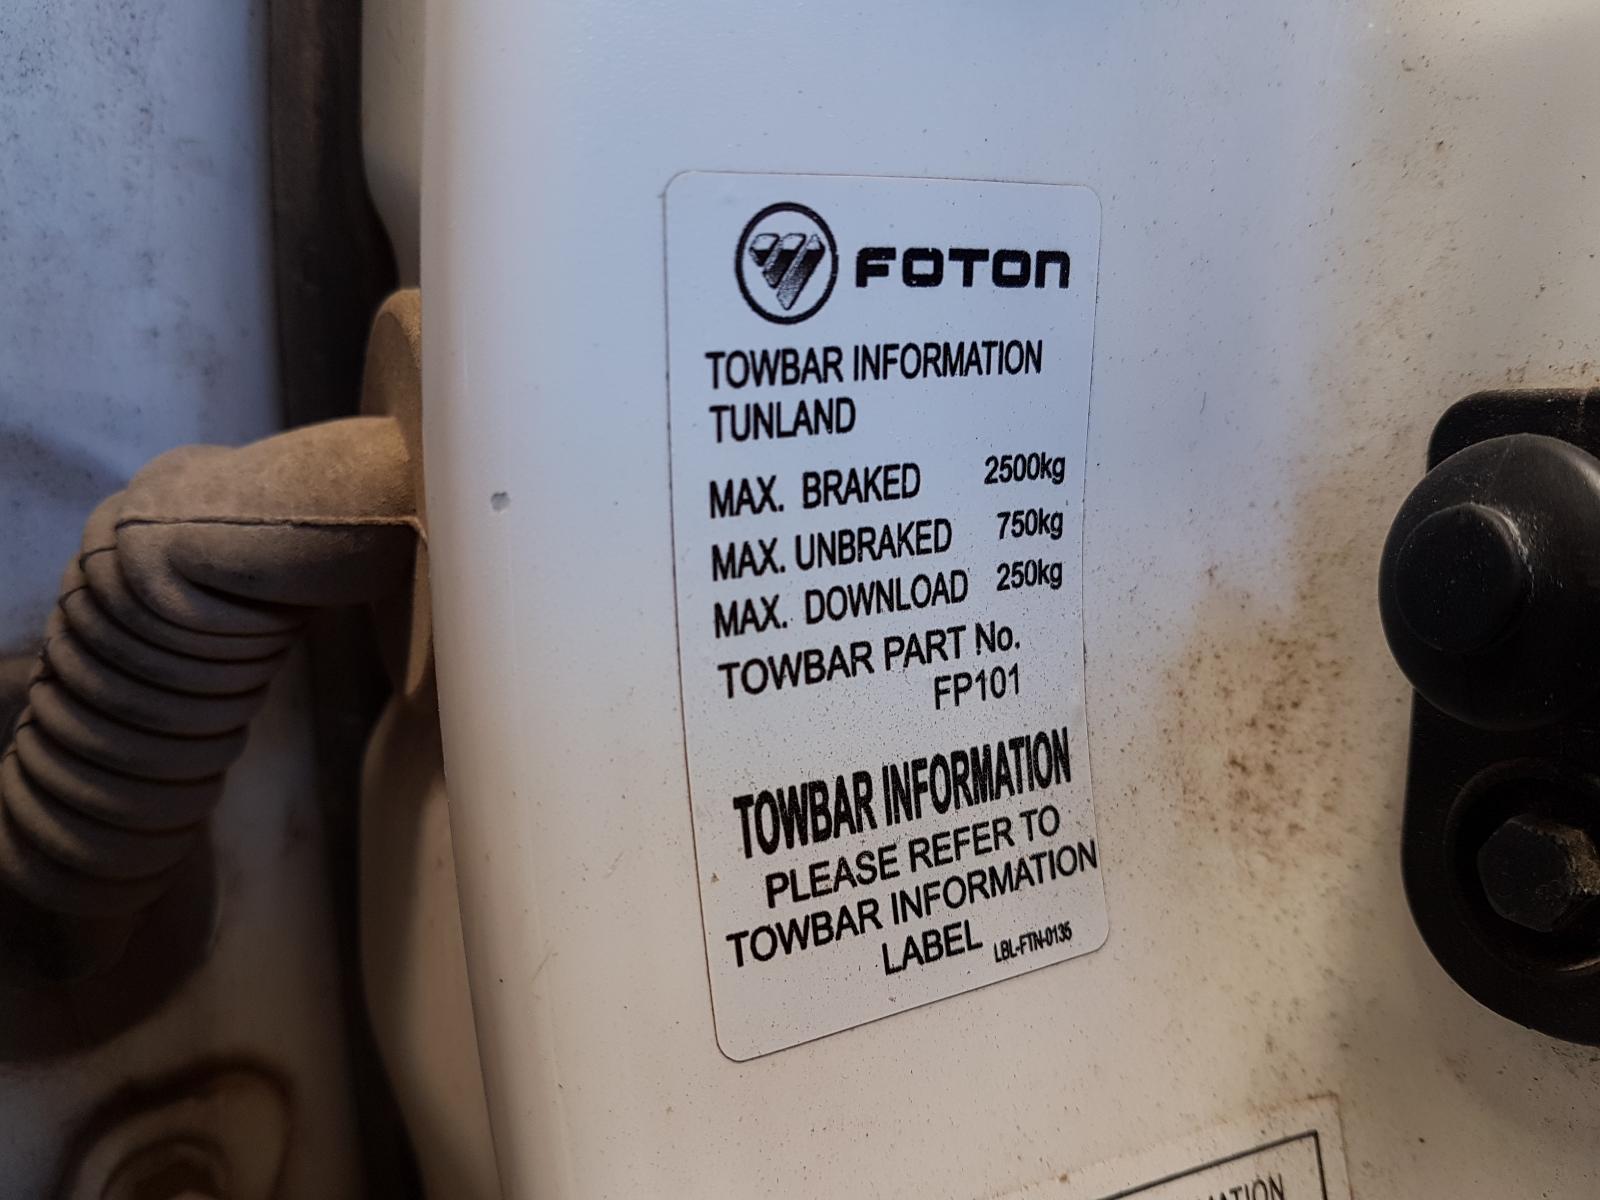 FOTON
TOWBAR INFORMATION
TUNLAND
MAX. BRAKED 2500kg
MAX. UNBRAKED 750kg
MAX. DOWNLOAD 250kg
TOWBAR PART No.
FP101
TOWBAR INFORMATION
PLEASE REFER TO
TOWBAR INFORMATION
LABEL LBL-FTN-0135